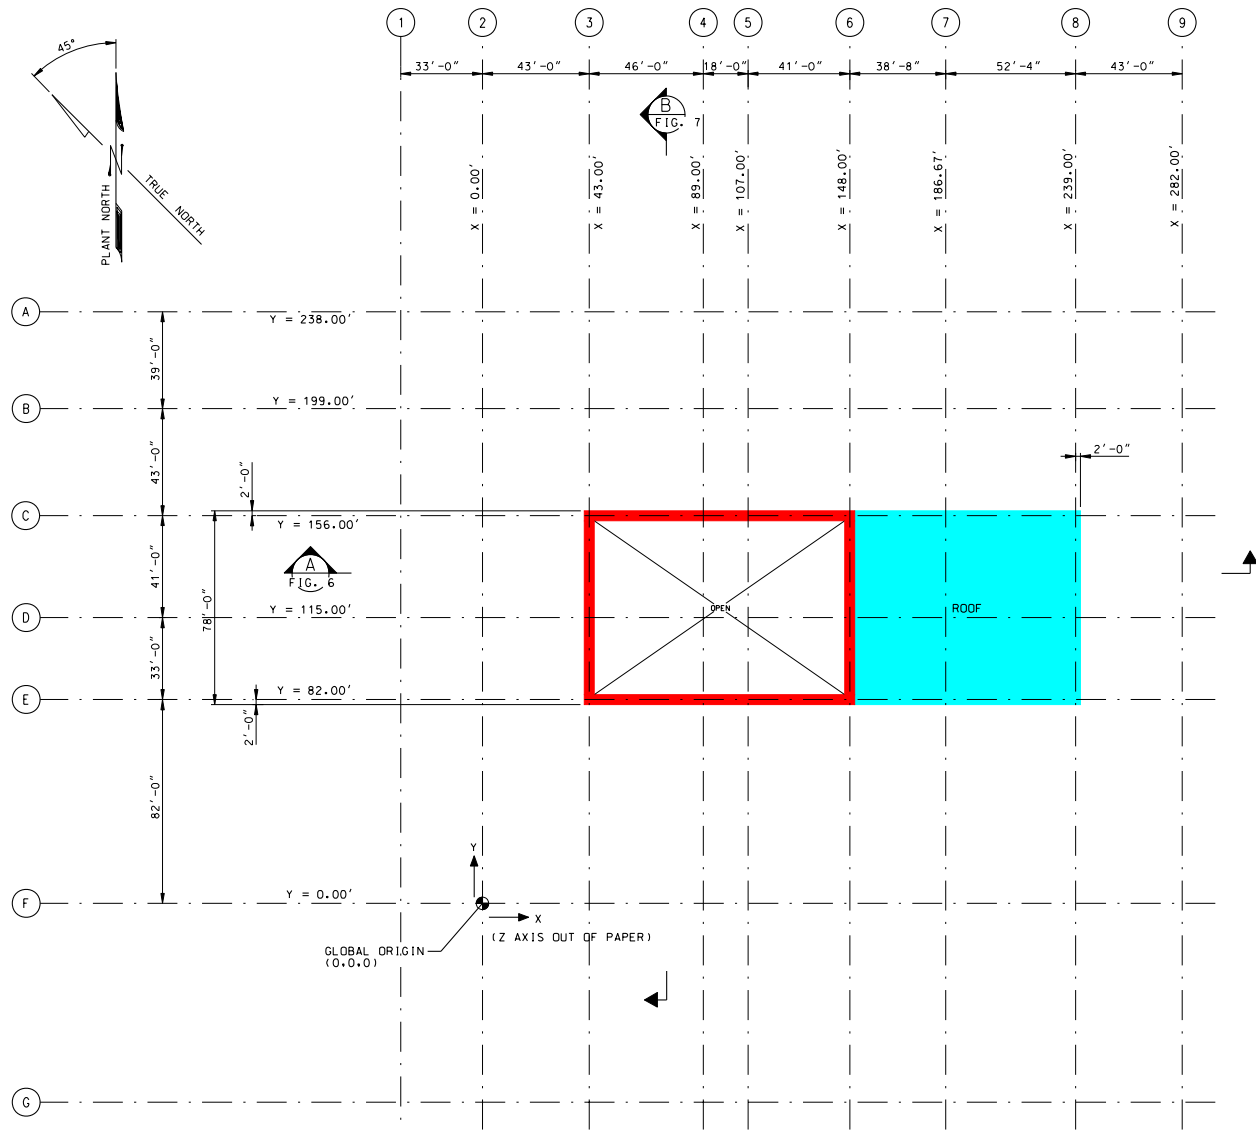 1 2 3 4 5 6 7 8 9
45°
33'-0" 43'-0" 46'-0" 18'-0" 41'-0" 38'-8" 52'-4" 43'-0"
B
FIG. 7
PLANT NORTH
TRUE NORTH
X = 0.00'
X = 43.00'
X = 89.00'
X = 107.00'
X = 148.00'
X = 186.67'
X = 239.00'
X = 282.00'
A
Y = 238.00'
39'-0"
B
Y = 199.00'
43'-0"
2'-0"
2'-0"
C
Y = 156.00'
41'-0"
A
FIG. 6
78'-0"
D
Y = 115.00'
OPEN
ROOF
33'-0"
E
Y = 82.00'
2'-0"
82'-0"
Y
F
Y = 0.00'
X
(Z AXIS OUT OF PAPER)
GLOBAL ORIGIN
(0.0.0)
G